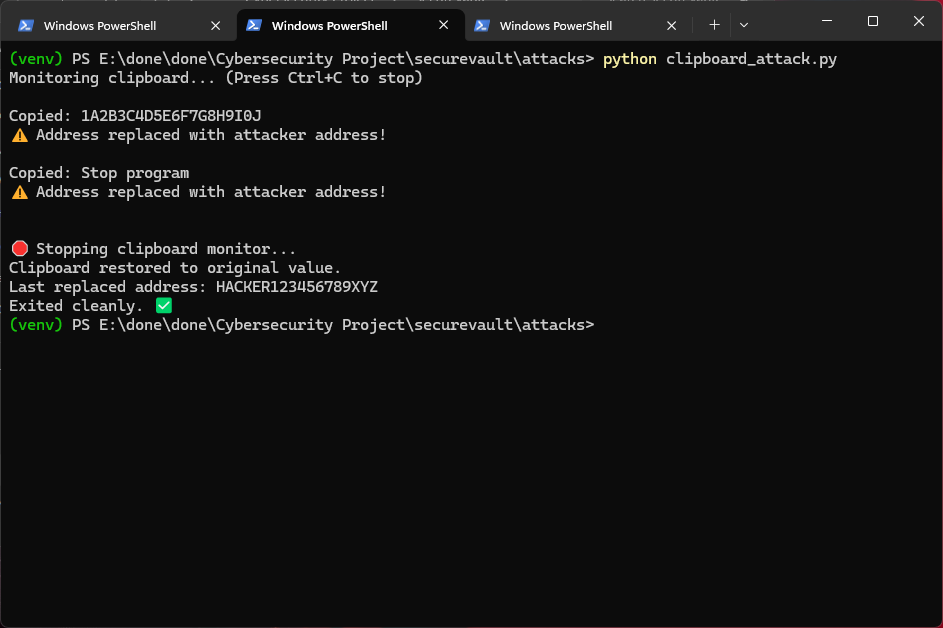 Windows PowerShell
Windows PowerShell
Windows PowerShell
(venv) PS E:\done\done\Cybersecurity Project\securevault\attacks> python clipboard_attack.py
Monitoring clipboard... (Press Ctrl+C to stop)
Copied: 1A2B3C4D5E6F7G8H9I0J
⚠️ Address replaced with attacker address!
Copied: Stop program
⚠️ Address replaced with attacker address!
🛑 Stopping clipboard monitor...
Clipboard restored to original value.
Last replaced address: HACKER123456789XYZ
Exited cleanly. ✅
(venv) PS E:\done\done\Cybersecurity Project\securevault\attacks>